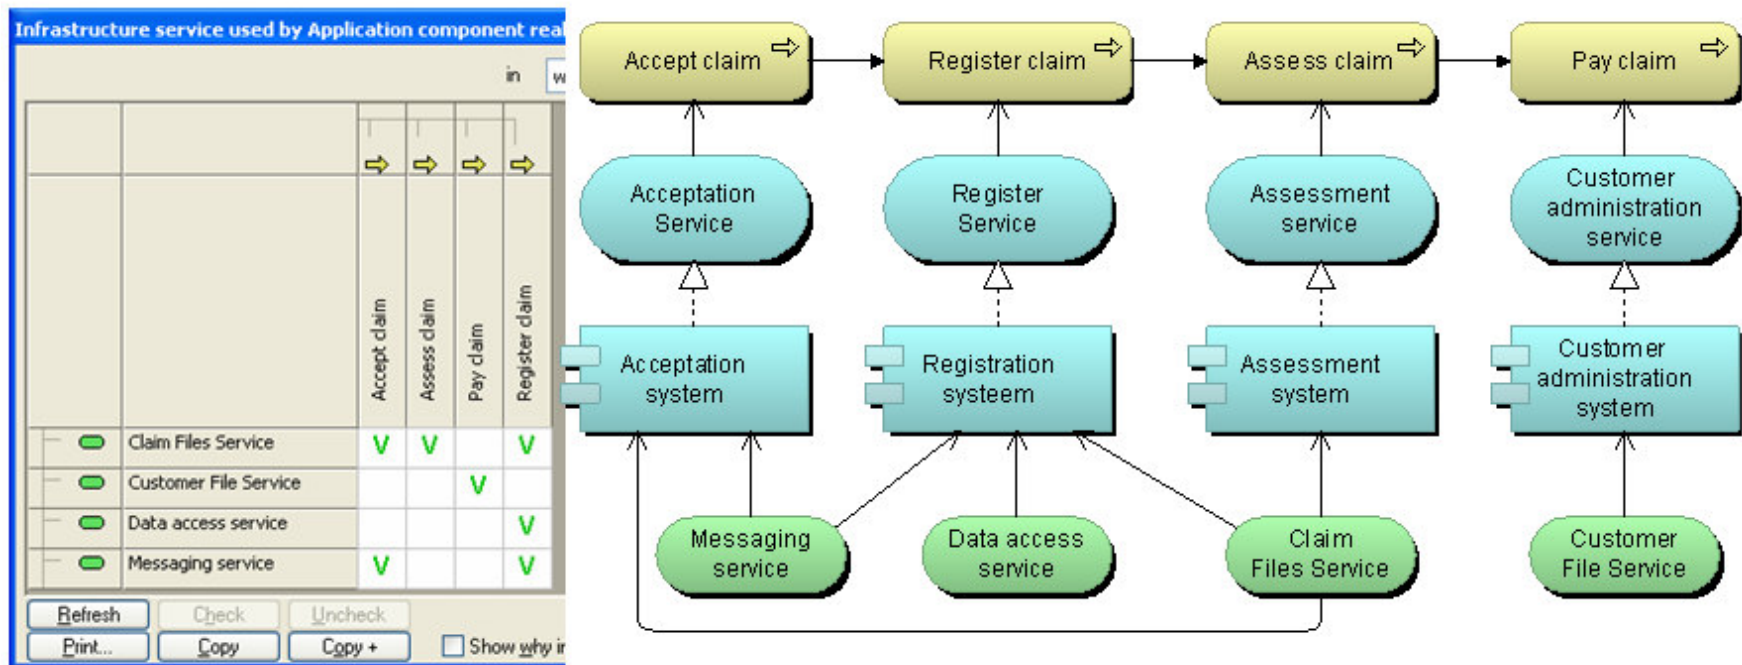 Infrastructure service used by Application component real
in
w
Accept claim
Assess claim
Pay claim
Register claim
Claim Files Service
V
V
V
Customer File Service
V
Data access service
V
Messaging service
V
V
Refresh
Check
Uncheck
Print...
Copy
Copy +
Show why in
Accept claim
Register claim
Assess claim
Pay claim
Acceptation
Service
Register
Service
Assessment
service
Customer
administration
service
Acceptation
system
Registration
systeem
Assessment
system
Customer
administration
system
Messaging
service
Data access
service
Claim
Files Service
Customer
File Service